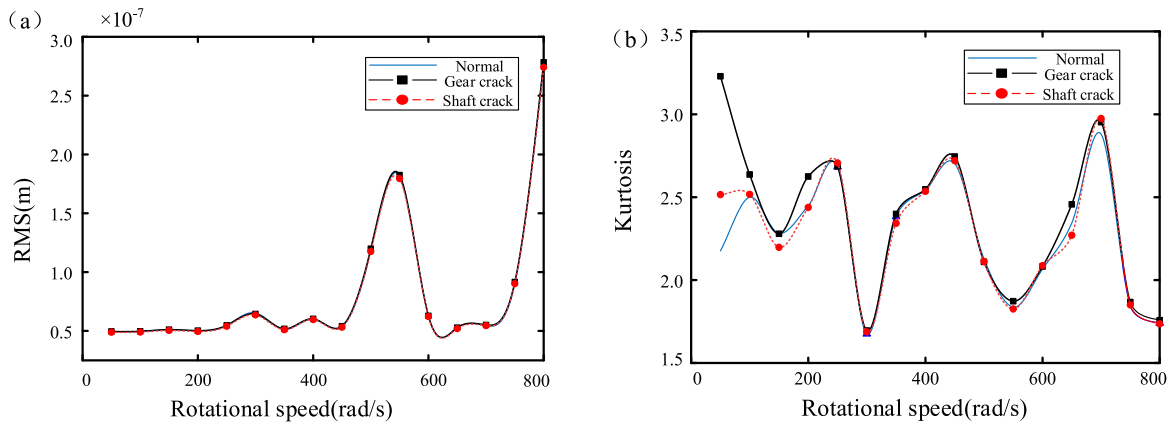 (a)
×10⁻⁷
3.0
2.5
2.0
1.5
1.0
0.5
RMS(m)
Normal
Gear crack
Shaft crack
0 200 400 600 800
Rotational speed(rad/s)
(b)
3.5
3.0
2.5
2.0
1.5
Kurtosis
Normal
Gear crack
Shaft crack
200 400 600 800
Rotational speed(rad/s)